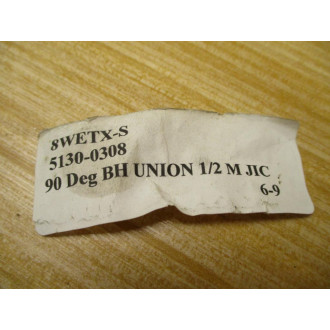 8WETX-S
5130-0308
90 Deg BH UNION 1/2 M JIC
6-9